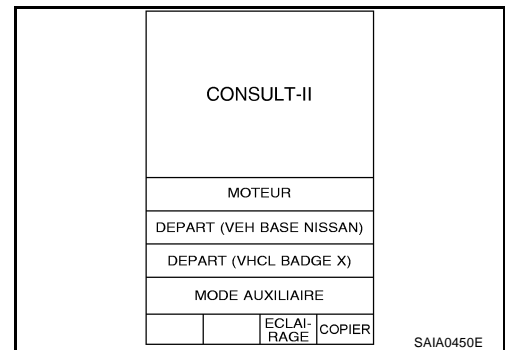 CONSULT-II
MOTEUR
DEPART (VEH BASE NISSAN)
DEPART (VHCL BADGE X)
MODE AUXILIAIRE
ECLAI-
RAGE
COPIER
SAIA0450E